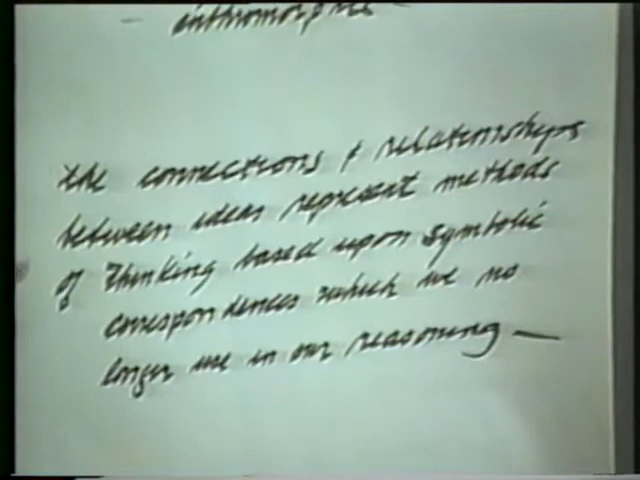 — anthromorphic —
the connections & relationships
between ideas represent methods
of thinking based upon symbolic
correspondences which we no
longer use in our reasoning —